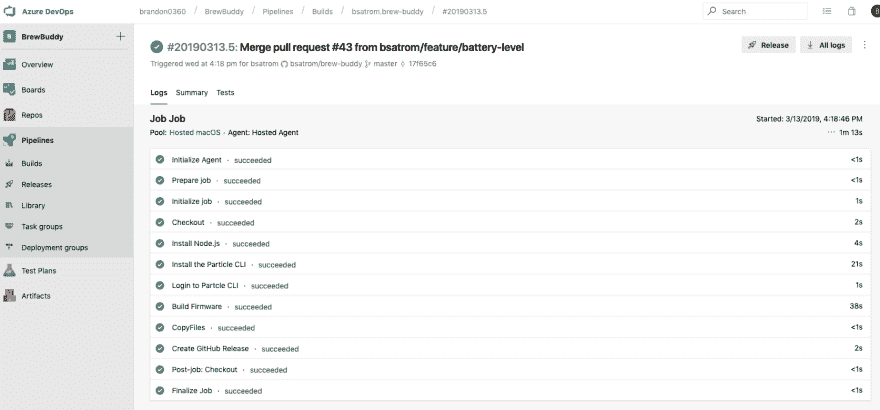 Azure DevOps
brandon0360 / BrewBuddy / Pipelines / Builds / bsatrom.brew-buddy / #20190313.5
Search
B
BrewBuddy
Overview
Boards
Repos
Pipelines
Builds
Releases
Library
Task groups
Deployment groups
Test Plans
Artifacts
#20190313.5: Merge pull request #43 from bsatrom/feature/battery-level
Release
All logs
Triggered wed at 4:18 pm for bsatrom bsatrom/brew-buddy master 17f65c6
Logs Summary Tests
Job Job
Started: 3/13/2019, 4:18:46 PM
Pool: Hosted macOS · Agent: Hosted Agent
··· 1m 13s
Initialize Agent · succeeded <1s
Prepare job · succeeded <1s
Initialize job · succeeded 1s
Checkout · succeeded 2s
Install Node.js · succeeded 4s
Install the Particle CLI · succeeded 21s
Login to Partcle CLI · succeeded 1s
Build Firmware · succeeded 38s
CopyFiles · succeeded <1s
Create GitHub Release · succeeded 2s
Post-job: Checkout · succeeded <1s
Finalize Job · succeeded <1s